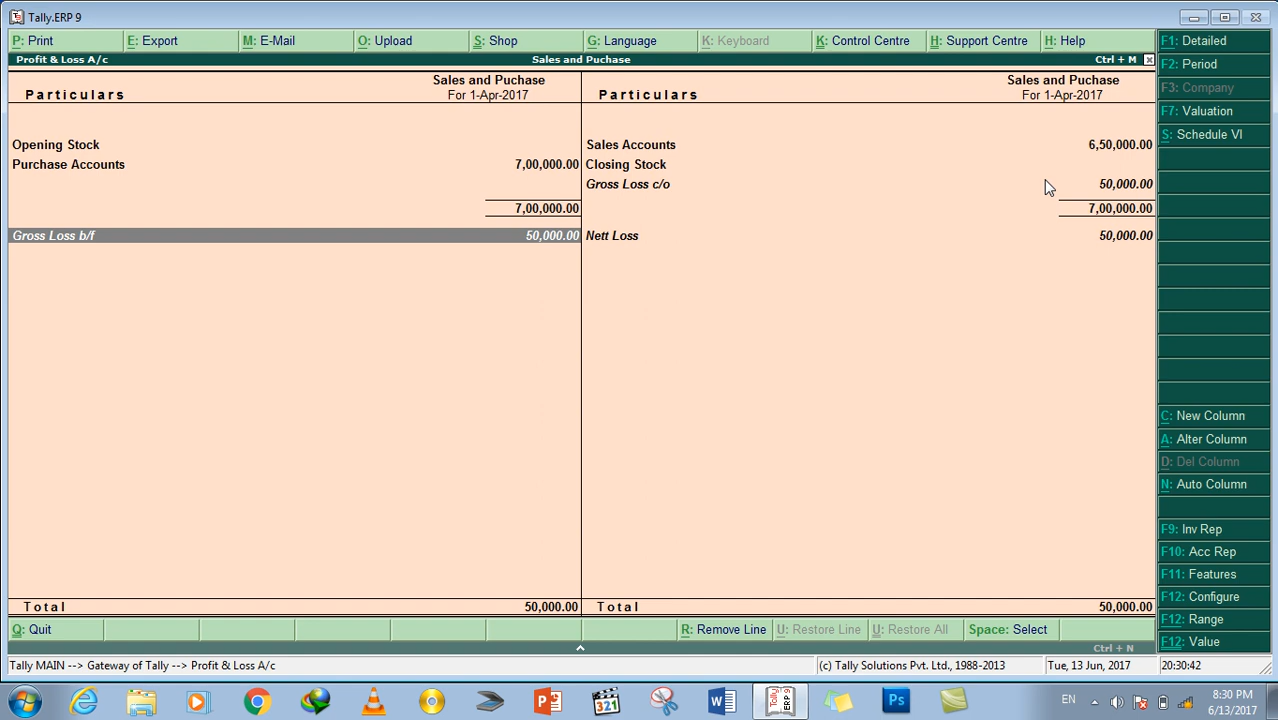 Tally.ERP 9
P: Print E: Export M: E-Mail O: Upload S: Shop G: Language K: Keyboard K: Control Centre H: Support Centre H: Help
Profit & Loss A/c Sales and Puchase Ctrl + M
Particulars Sales and Puchase For 1-Apr-2017 Particulars Sales and Puchase For 1-Apr-2017
Opening Stock Sales Accounts 6,50,000.00
Purchase Accounts 7,00,000.00 Closing Stock
Gross Loss c/o 50,000.00
7,00,000.00 7,00,000.00
Gross Loss b/f 50,000.00 Nett Loss 50,000.00
Total 50,000.00 Total 50,000.00
F1: Detailed
F2: Period
F3: Company
F7: Valuation
S: Schedule VI
C: New Column
A: Alter Column
D: Del Column
N: Auto Column
F9: Inv Rep
F10: Acc Rep
F11: Features
F12: Configure
F12: Range
F12: Value
Q: Quit R: Remove Line U: Restore Line U: Restore All Space: Select
Ctrl + N
Tally MAIN --> Gateway of Tally --> Profit & Loss A/c (c) Tally Solutions Pvt. Ltd., 1988-2013 Tue, 13 Jun, 2017 20:30:42
321 ERP 9 Ps EN 8:30 PM
6/13/2017